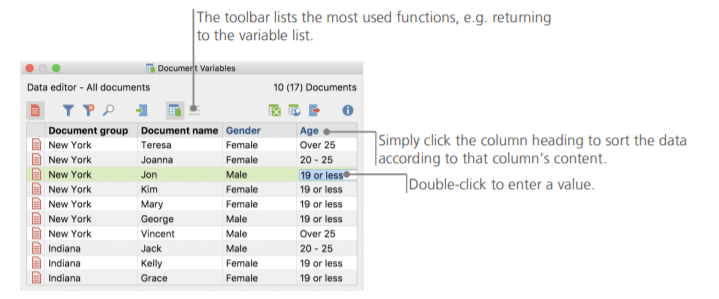 The toolbar lists the most used functions, e.g. returning
to the variable list.
Document Variables
Data editor - All documents 10 (17) Documents
Document group Document name Gender Age
New York Teresa Female Over 25
New York Joanna Female 20 - 25
New York Jon Male 19 or less
New York Kim Female 19 or less
New York Mary Female 19 or less
New York George Male 19 or less
New York Vincent Male Over 25
Indiana Jack Male 20 - 25
Indiana Kelly Female 19 or less
Indiana Grace Female 19 or less
Simply click the column heading to sort the data
according to that column's content.
Double-click to enter a value.